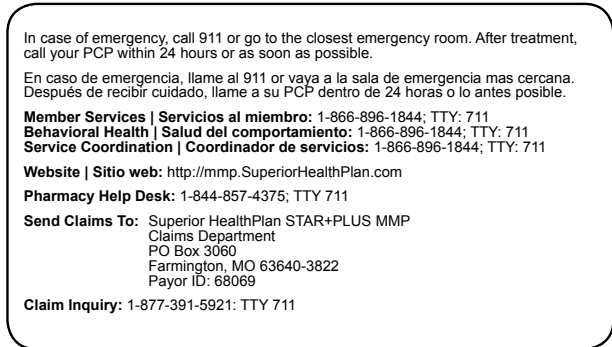 In case of emergency, call 911 or go to the closest emergency room. After treatment,
call your PCP within 24 hours or as soon as possible.
En caso de emergencia, llame al 911 or vaya a la sala de emergencia mas cercana.
Después de recibir cuidado, llame a su PCP dentro de 24 horas o lo antes posible.
Member Services | Servicios al miembro: 1-866-896-1844; TTY: 711
Behavioral Health | Salud del comportamiento: 1-866-896-1844; TTY: 711
Service Coordination | Coordinador de servicios: 1-866-896-1844; TTY: 711
Website | Sitio web: http://mmp.SuperiorHealthPlan.com
Pharmacy Help Desk: 1-844-857-4375; TTY 711
Send Claims To: Superior HealthPlan STAR+PLUS MMP
Claims Department
PO Box 3060
Farmington, MO 63640-3822
Payor ID: 68069
Claim Inquiry: 1-877-391-5921: TTY 711